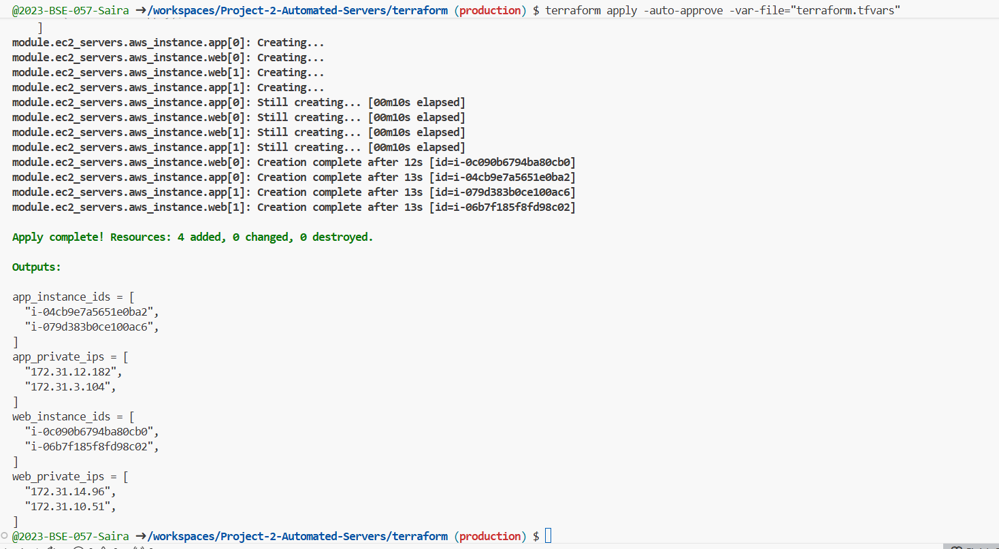 @2023-BSE-057-Saira ➜/workspaces/Project-2-Automated-Servers/terraform (production) $ terraform apply -auto-approve -var-file="terraform.tfvars"
    ]
module.ec2_servers.aws_instance.app[0]: Creating...
module.ec2_servers.aws_instance.web[0]: Creating...
module.ec2_servers.aws_instance.web[1]: Creating...
module.ec2_servers.aws_instance.app[1]: Creating...
module.ec2_servers.aws_instance.app[0]: Still creating... [00m10s elapsed]
module.ec2_servers.aws_instance.web[0]: Still creating... [00m10s elapsed]
module.ec2_servers.aws_instance.web[1]: Still creating... [00m10s elapsed]
module.ec2_servers.aws_instance.app[1]: Still creating... [00m10s elapsed]
module.ec2_servers.aws_instance.web[0]: Creation complete after 12s [id=i-0c090b6794ba80cb0]
module.ec2_servers.aws_instance.app[0]: Creation complete after 13s [id=i-04cb9e7a5651e0ba2]
module.ec2_servers.aws_instance.app[1]: Creation complete after 13s [id=i-079d383b0ce100ac6]
module.ec2_servers.aws_instance.web[1]: Creation complete after 13s [id=i-06b7f185f8fd98c02]
Apply complete! Resources: 4 added, 0 changed, 0 destroyed.
Outputs:
app_instance_ids = [
  "i-04cb9e7a5651e0ba2",
  "i-079d383b0ce100ac6",
]
app_private_ips = [
  "172.31.12.182",
  "172.31.3.104",
]
web_instance_ids = [
  "i-0c090b6794ba80cb0",
  "i-06b7f185f8fd98c02",
]
web_private_ips = [
  "172.31.14.96",
  "172.31.10.51",
]
@2023-BSE-057-Saira ➜/workspaces/Project-2-Automated-Servers/terraform (production) $